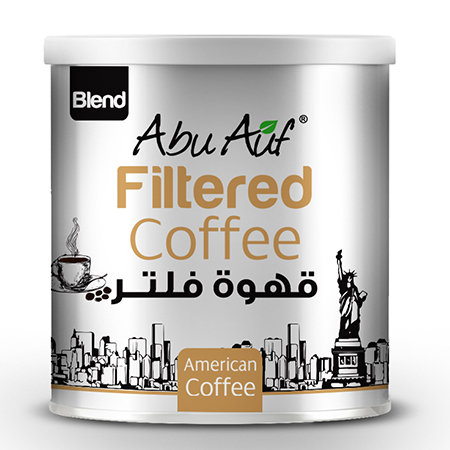 Blend
Abu Auf ®
Filtered
Coffee
قهوة فلتر
American
Coffee